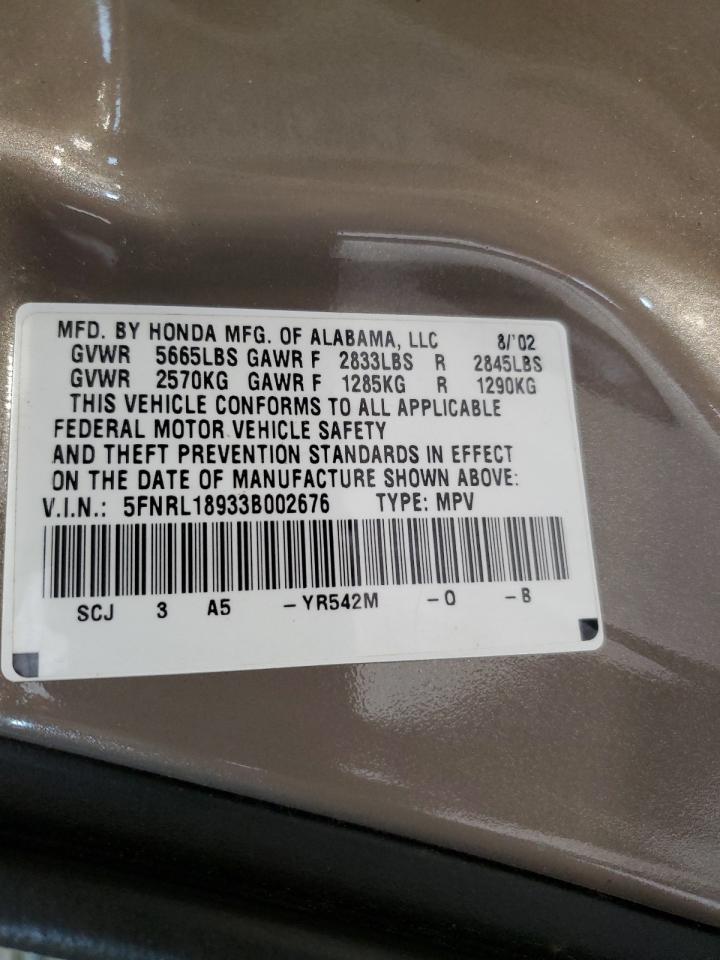 MFD. BY HONDA MFG. OF ALABAMA, LLC 8/'02
GVWR 5665LBS GAWR F 2833LBS R 2845LBS
GVWR 2570KG GAWR F 1285KG R 1290KG
THIS VEHICLE CONFORMS TO ALL APPLICABLE
FEDERAL MOTOR VEHICLE SAFETY
AND THEFT PREVENTION STANDARDS IN EFFECT
ON THE DATE OF MANUFACTURE SHOWN ABOVE:
V.I.N.: 5FNRL18933B002676 TYPE: MPV
SCJ 3 A5 -YR542M -0 -B